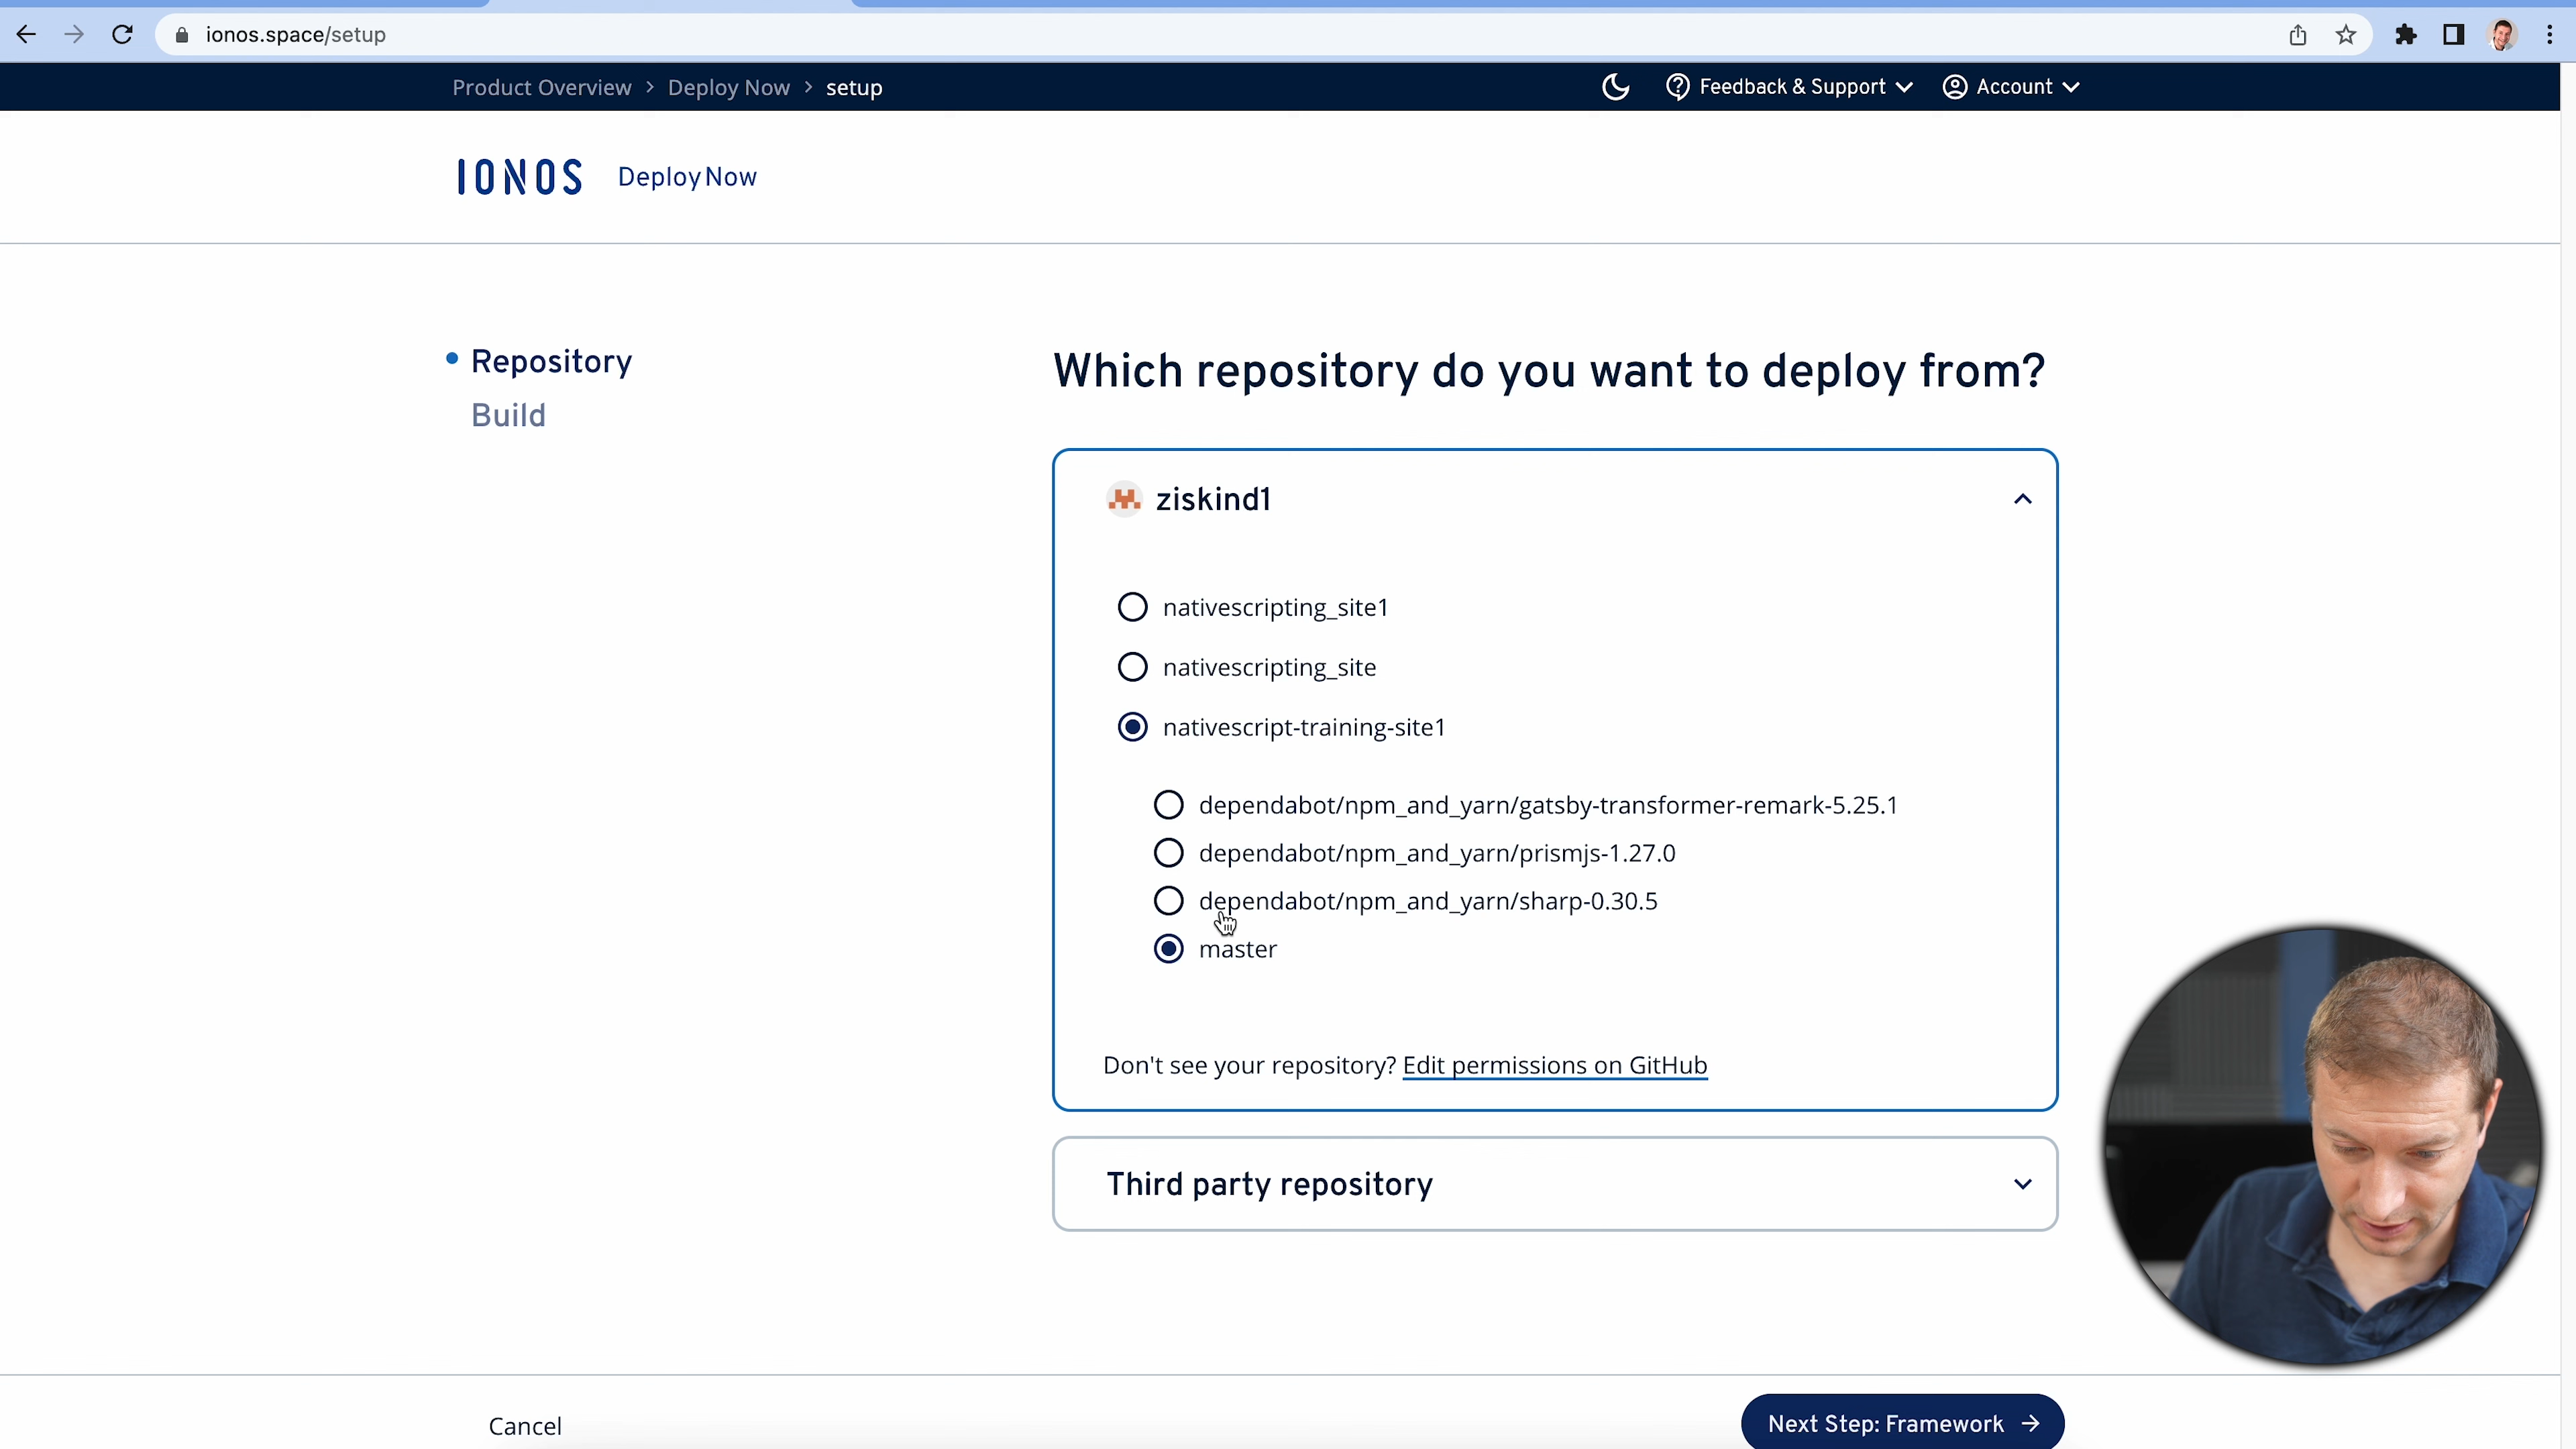 ionos.space/setup
Product Overview > Deploy Now > setup
Feedback & Support
Account
IONOS Deploy Now
Repository
Build
Which repository do you want to deploy from?
ziskind1
nativescripting_site1
nativescripting_site
nativescript-training-site1
dependabot/npm_and_yarn/gatsby-transformer-remark-5.25.1
dependabot/npm_and_yarn/prismjs-1.27.0
dependabot/npm_and_yarn/sharp-0.30.5
master
Don't see your repository? Edit permissions on GitHub
Third party repository
Cancel
Next Step: Framework →